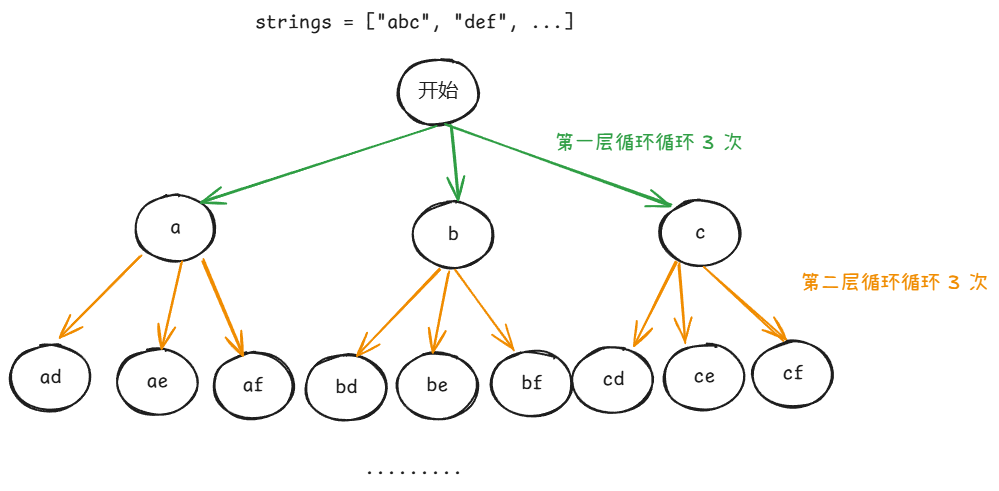 strings = ["abc", "def", ...]
开始
第一层循环循环 3 次
a
b
c
第二层循环循环 3 次
ad
ae
af
bd
be
bf
cd
ce
cf
.........